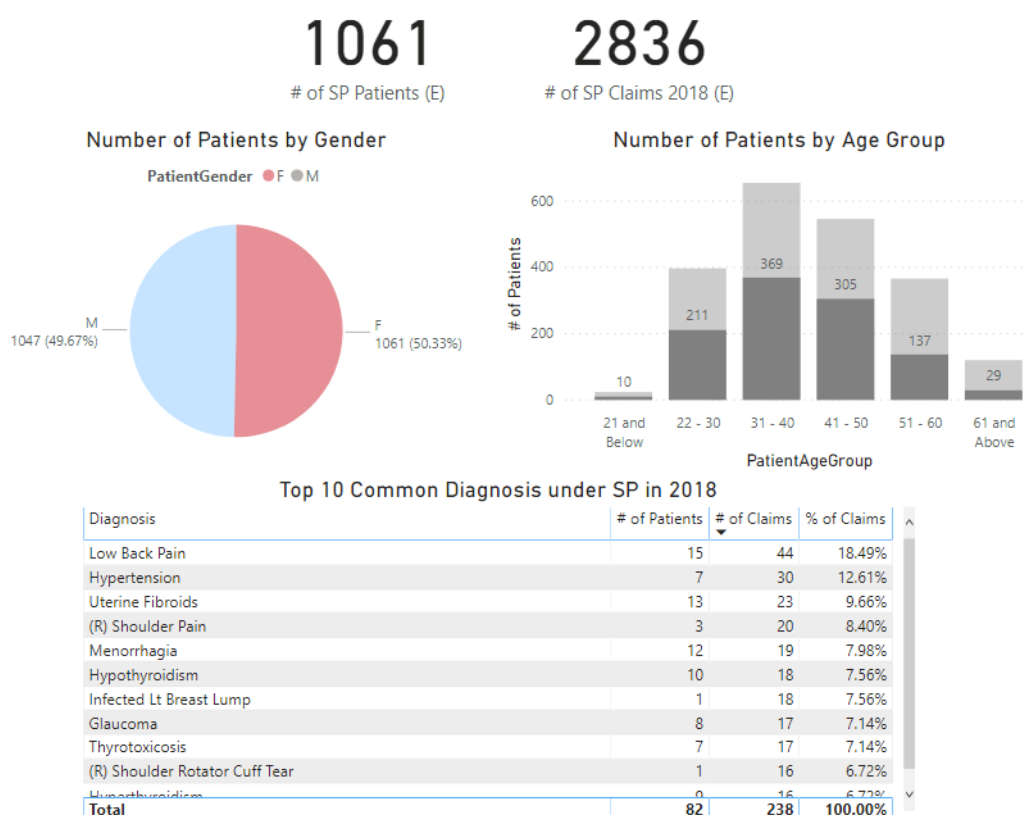 1061 2836
# of SP Patients (E) # of SP Claims 2018 (E)
Number of Patients by Gender
PatientGender F M
M
1047 (49.67%)
F
1061 (50.33%)
Number of Patients by Age Group
# of Patients
600
400
200
0
10
211
369
305
137
29
21 and
Below
22 - 30
31 - 40
41 - 50
51 - 60
61 and
Above
PatientAgeGroup
Top 10 Common Diagnosis under SP in 2018
Diagnosis # of Patients # of Claims % of Claims
Low Back Pain 15 44 18.49%
Hypertension 7 30 12.61%
Uterine Fibroids 13 23 9.66%
(R) Shoulder Pain 3 20 8.40%
Menorrhagia 12 19 7.98%
Hypothyroidism 10 18 7.56%
Infected Lt Breast Lump 1 18 7.56%
Glaucoma 8 17 7.14%
Thyrotoxicosis 7 17 7.14%
(R) Shoulder Rotator Cuff Tear 1 16 6.72%
Hyperthyroidism 16 6.72%
Total 82 238 100.00%